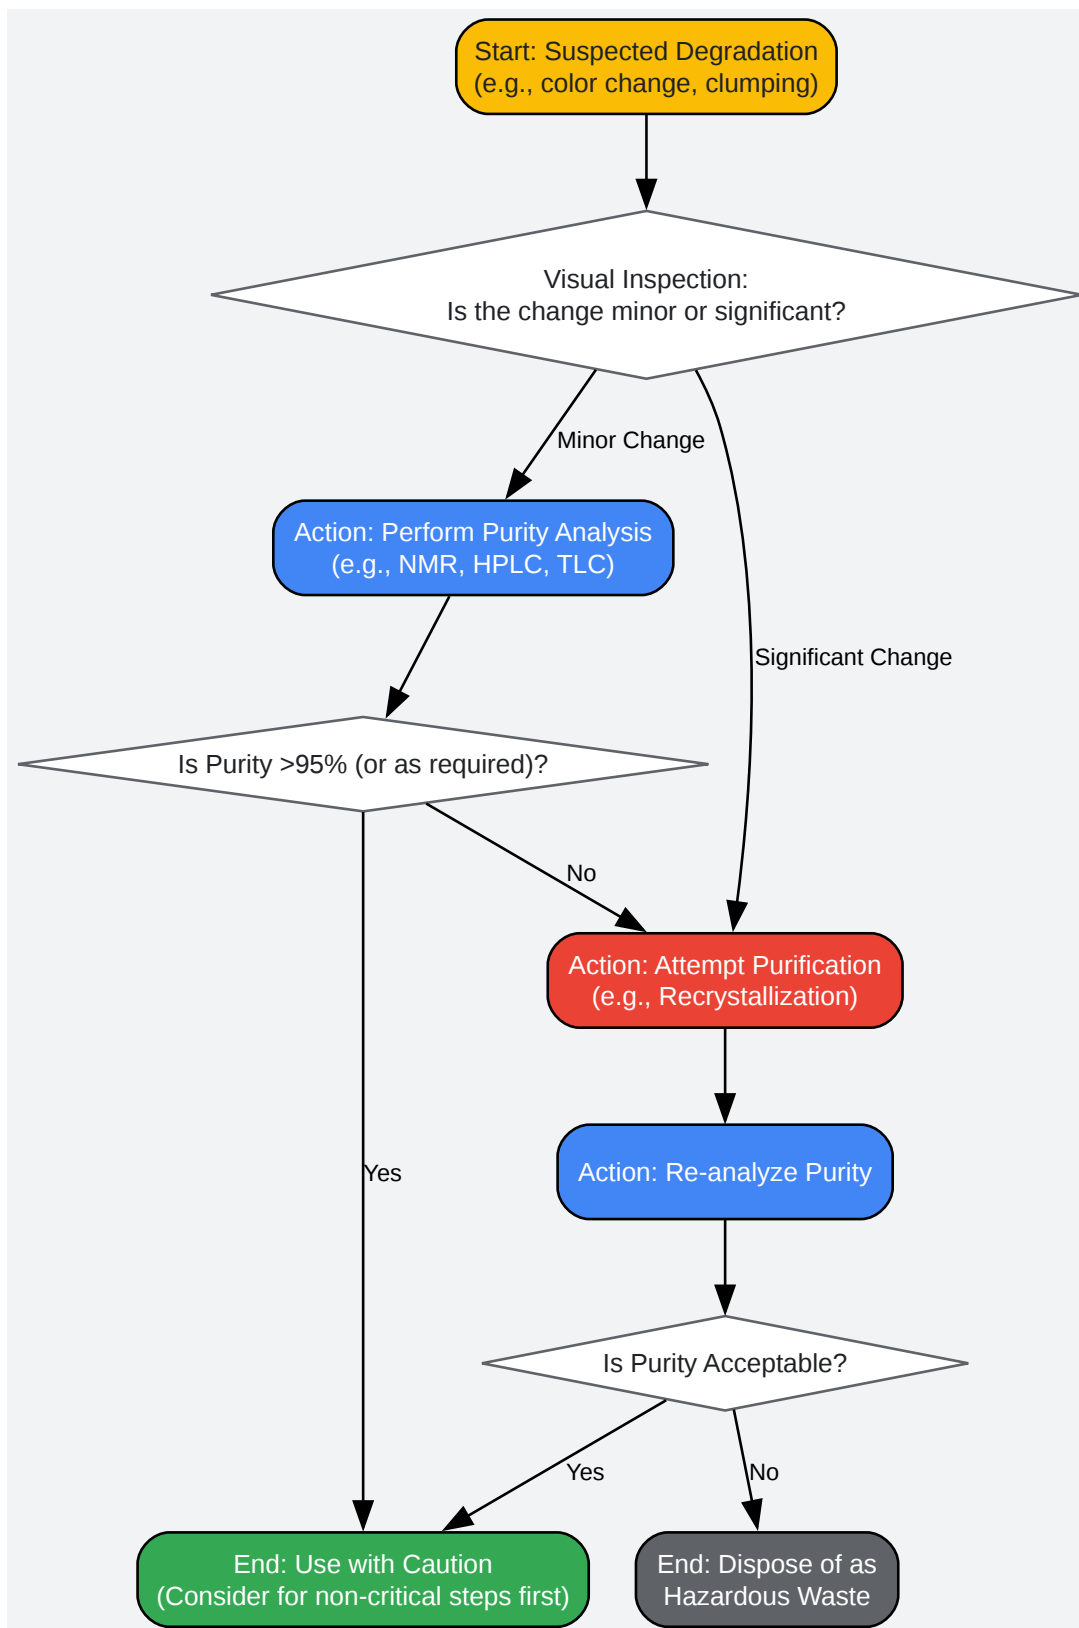 Start: Suspected Degradation
(e.g., color change, clumping)
Visual Inspection:
Is the change minor or significant?
Minor Change
Action: Perform Purity Analysis
(e.g., NMR, HPLC, TLC)
Significant Change
Is Purity >95% (or as required)?
No
Action: Attempt Purification
(e.g., Recrystallization)
Yes
Action: Re-analyze Purity
Is Purity Acceptable?
Yes
No
End: Use with Caution
(Consider for non-critical steps first)
End: Dispose of as
Hazardous Waste